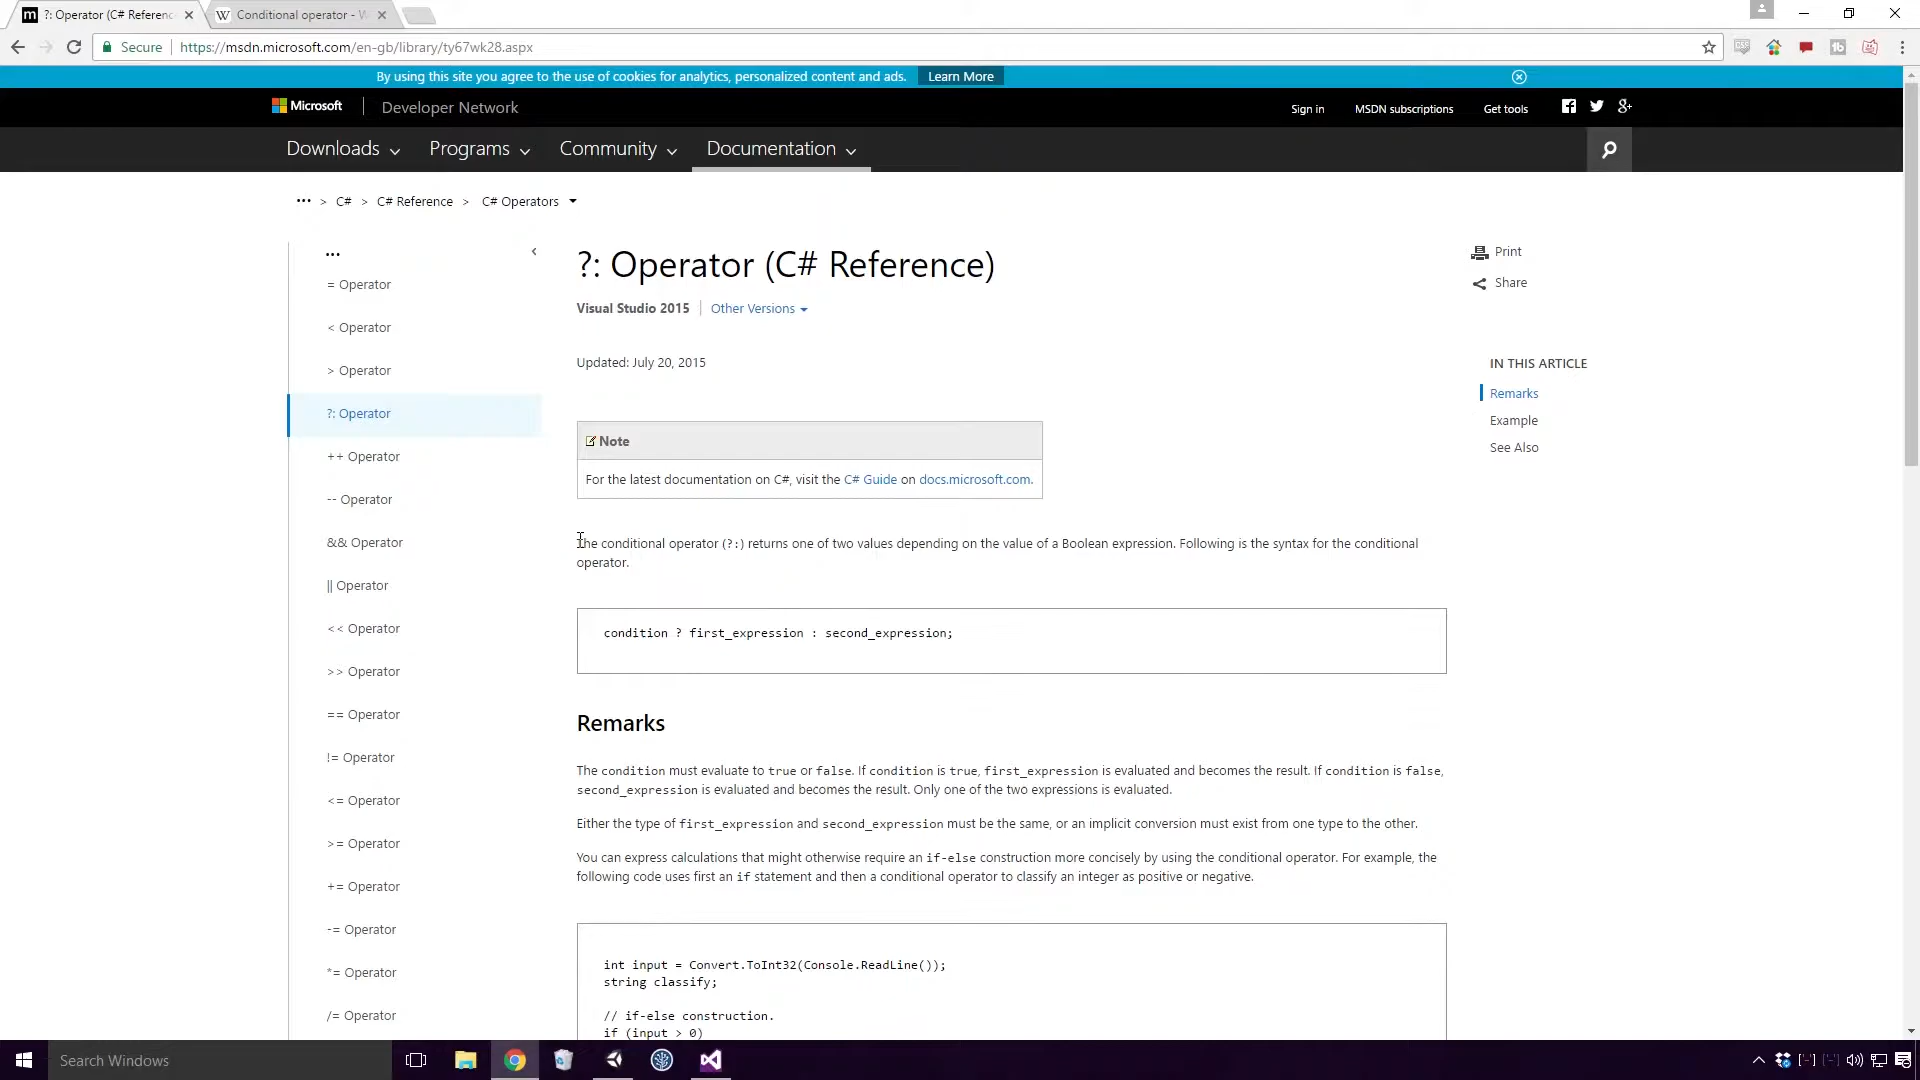 ?: Operator (C# Referenc
Conditional operator - W
Secure
https://msdn.microsoft.com/en-gb/library/ty67wk28.aspx
By using this site you agree to the use of cookies for analytics, personalized content and ads.
Learn More
Microsoft
Developer Network
Sign in
MSDN subscriptions
Get tools
Downloads
Programs
Community
Documentation
... > C# > C# Reference > C# Operators
...
= Operator
< Operator
> Operator
?: Operator
++ Operator
-- Operator
&& Operator
|| Operator
<< Operator
>> Operator
== Operator
!= Operator
<= Operator
>= Operator
+= Operator
-= Operator
*= Operator
/= Operator
?: Operator (C# Reference)
Visual Studio 2015
Other Versions
Updated: July 20, 2015
Note
For the latest documentation on C#, visit the C# Guide on docs.microsoft.com.
The conditional operator (?:) returns one of two values depending on the value of a Boolean expression. Following is the syntax for the conditional
operator.
condition ? first_expression : second_expression;
Remarks
The condition must evaluate to true or false. If condition is true, first_expression is evaluated and becomes the result. If condition is false,
second_expression is evaluated and becomes the result. Only one of the two expressions is evaluated.
Either the type of first_expression and second_expression must be the same, or an implicit conversion must exist from one type to the other.
You can express calculations that might otherwise require an if-else construction more concisely by using the conditional operator. For example, the
following code uses first an if statement and then a conditional operator to classify an integer as positive or negative.
int input = Convert.ToInt32(Console.ReadLine());
string classify;
// if-else construction.
if (input > 0)
Print
Share
IN THIS ARTICLE
Remarks
Example
See Also
Search Windows